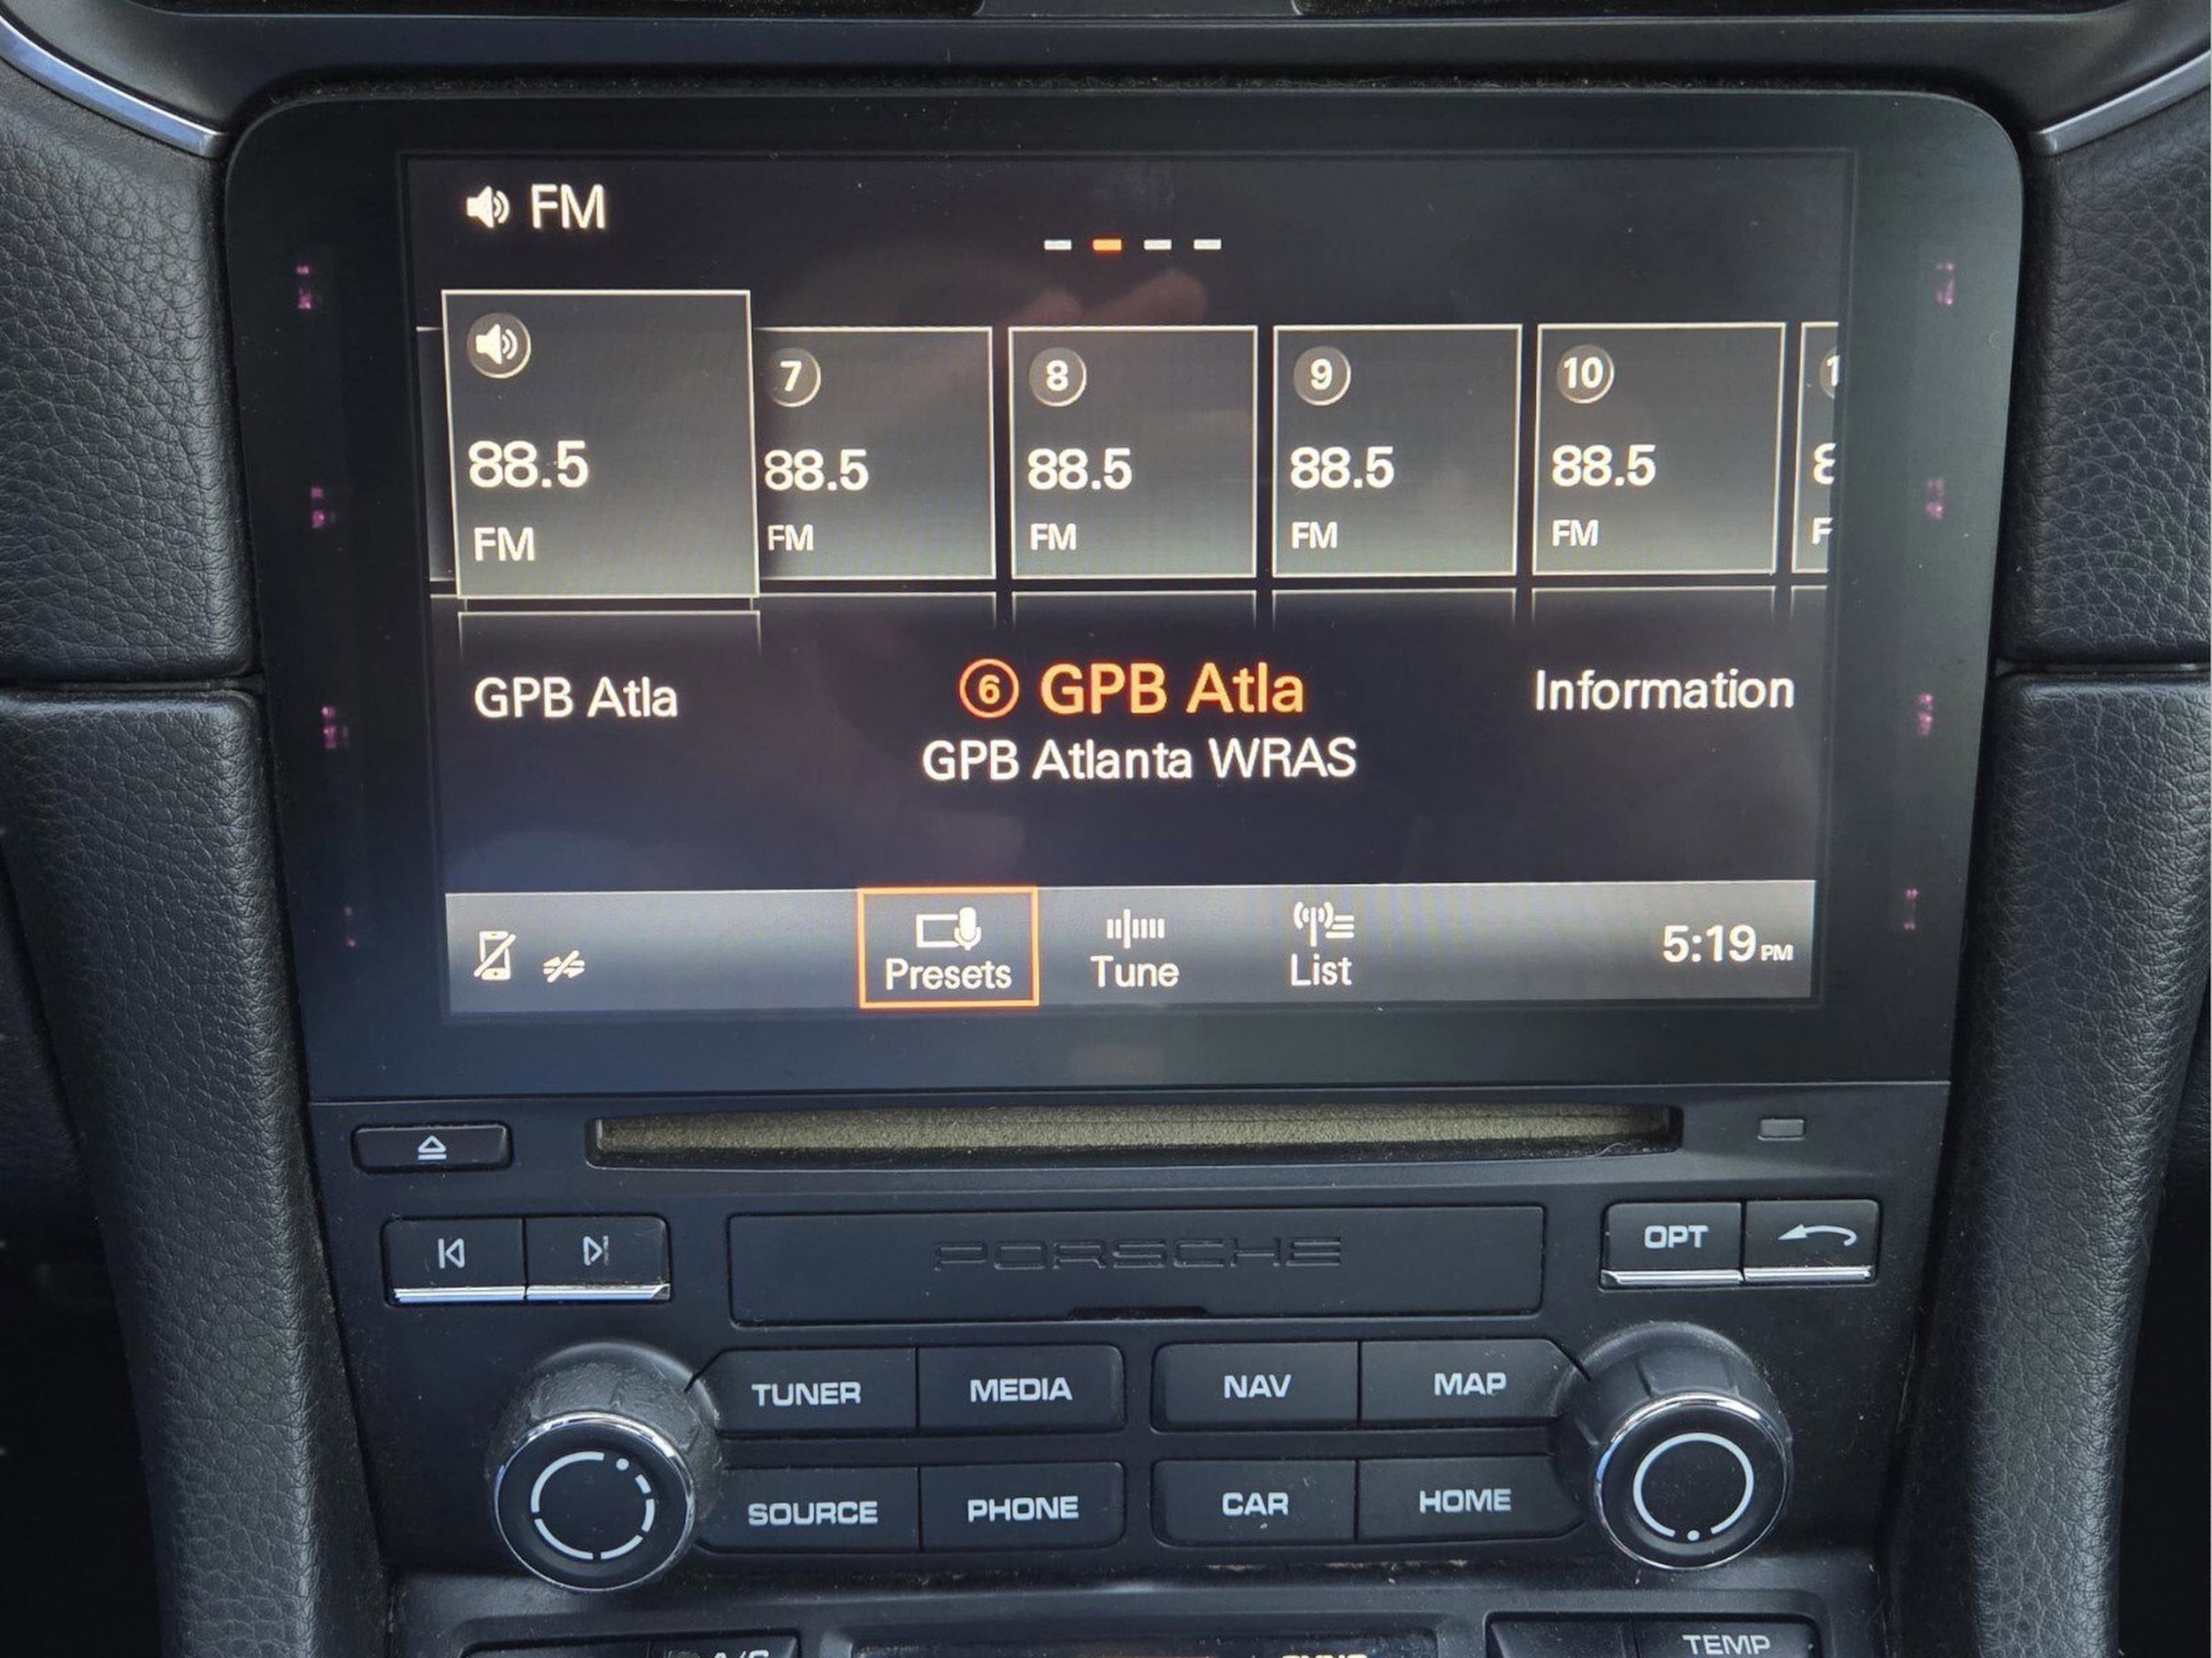 FM
7 8 9 10
88.5 88.5 88.5 88.5 88.5
FM FM FM FM FM
GPB Atla 6 GPB Atla Information
GPB Atlanta WRAS
Presets Tune List 5:19 PM
PORSCHE OPT
TUNER MEDIA NAV MAP
SOURCE PHONE CAR HOME
A/C SYNC TEMP